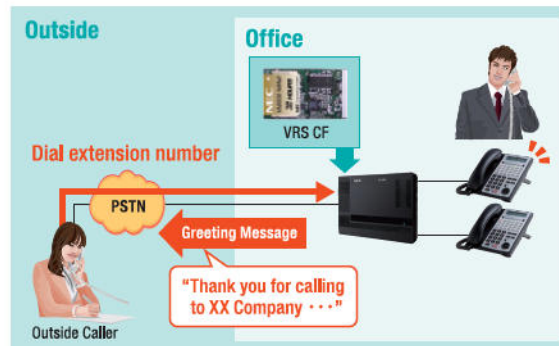 Outside
Office
VRS CF
Dial extension number
PSTN
Greeting Message
“Thank you for calling
to XX Company ···”
Outside Caller